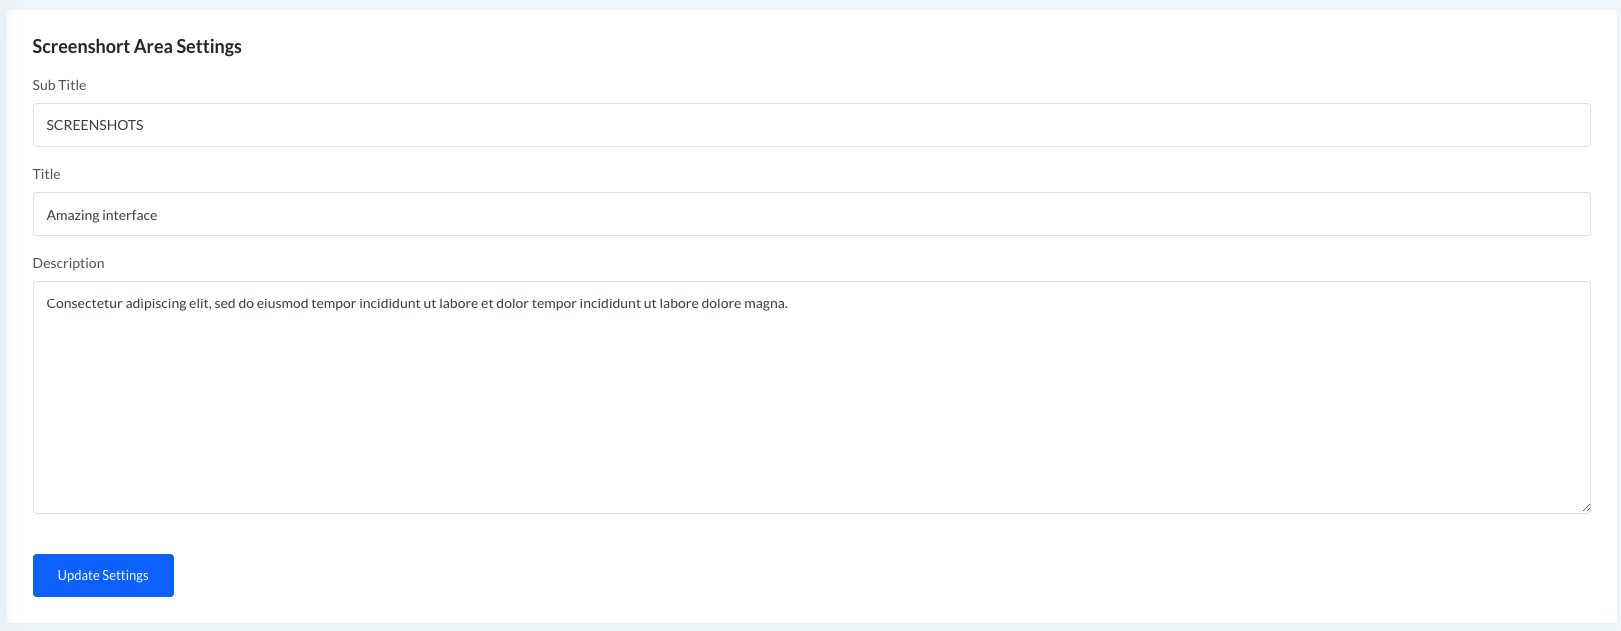 Screenshort Area Settings
Sub Title
SCREENSHOTS
Title
Amazing interface
Description
Consectetur adipiscing elit, sed do eiusmod tempor incididunt ut labore et dolor tempor incididunt ut labore dolore magna.
Update Settings